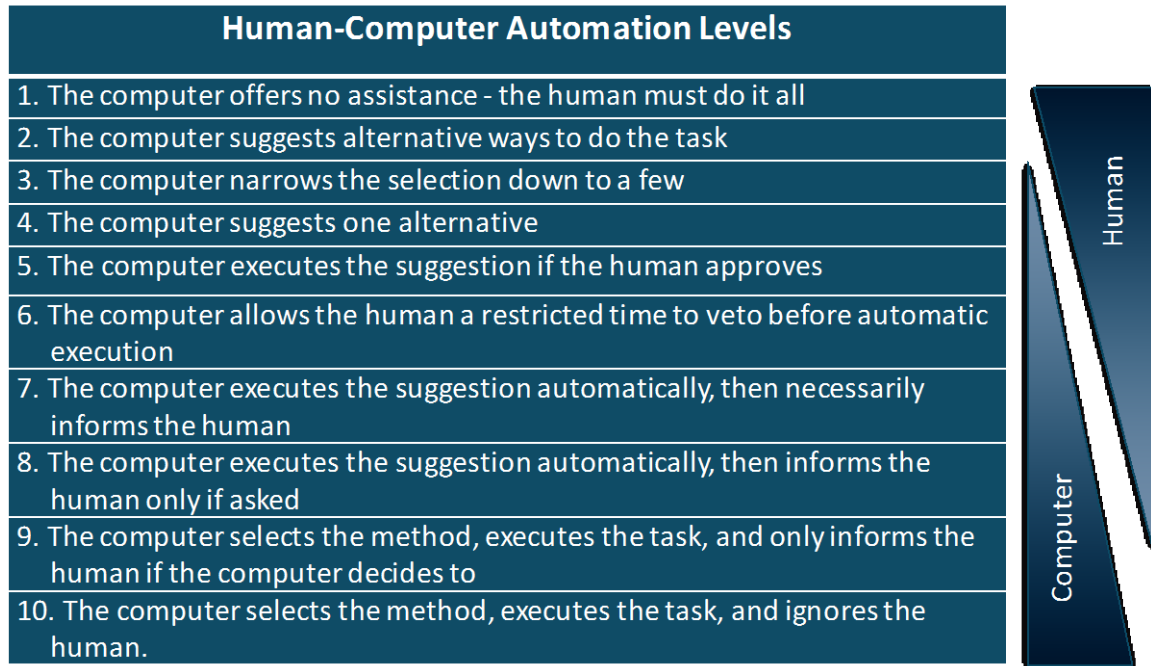 Human-Computer Automation Levels
1. The computer offers no assistance - the human must do it all
2. The computer suggests alternative ways to do the task
3. The computer narrows the selection down to a few
4. The computer suggests one alternative
5. The computer executes the suggestion if the human approves
6. The computer allows the human a restricted time to veto before automatic
execution
7. The computer executes the suggestion automatically, then necessarily
informs the human
8. The computer executes the suggestion automatically, then informs the
human only if asked
9. The computer selects the method, executes the task, and only informs the
human if the computer decides to
10. The computer selects the method, executes the task, and ignores the
human.
Human
Computer